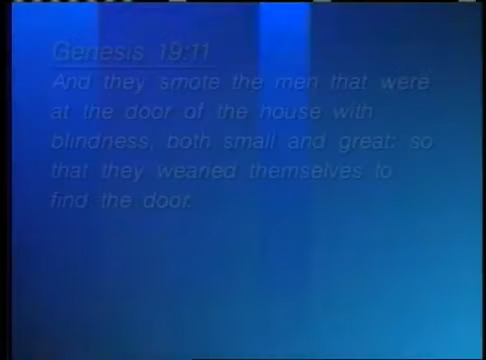 Genesis 19:11
And they smote the men that were
at the door of the house with
blindness, both small and great: so
that they wearied themselves to
find the door.